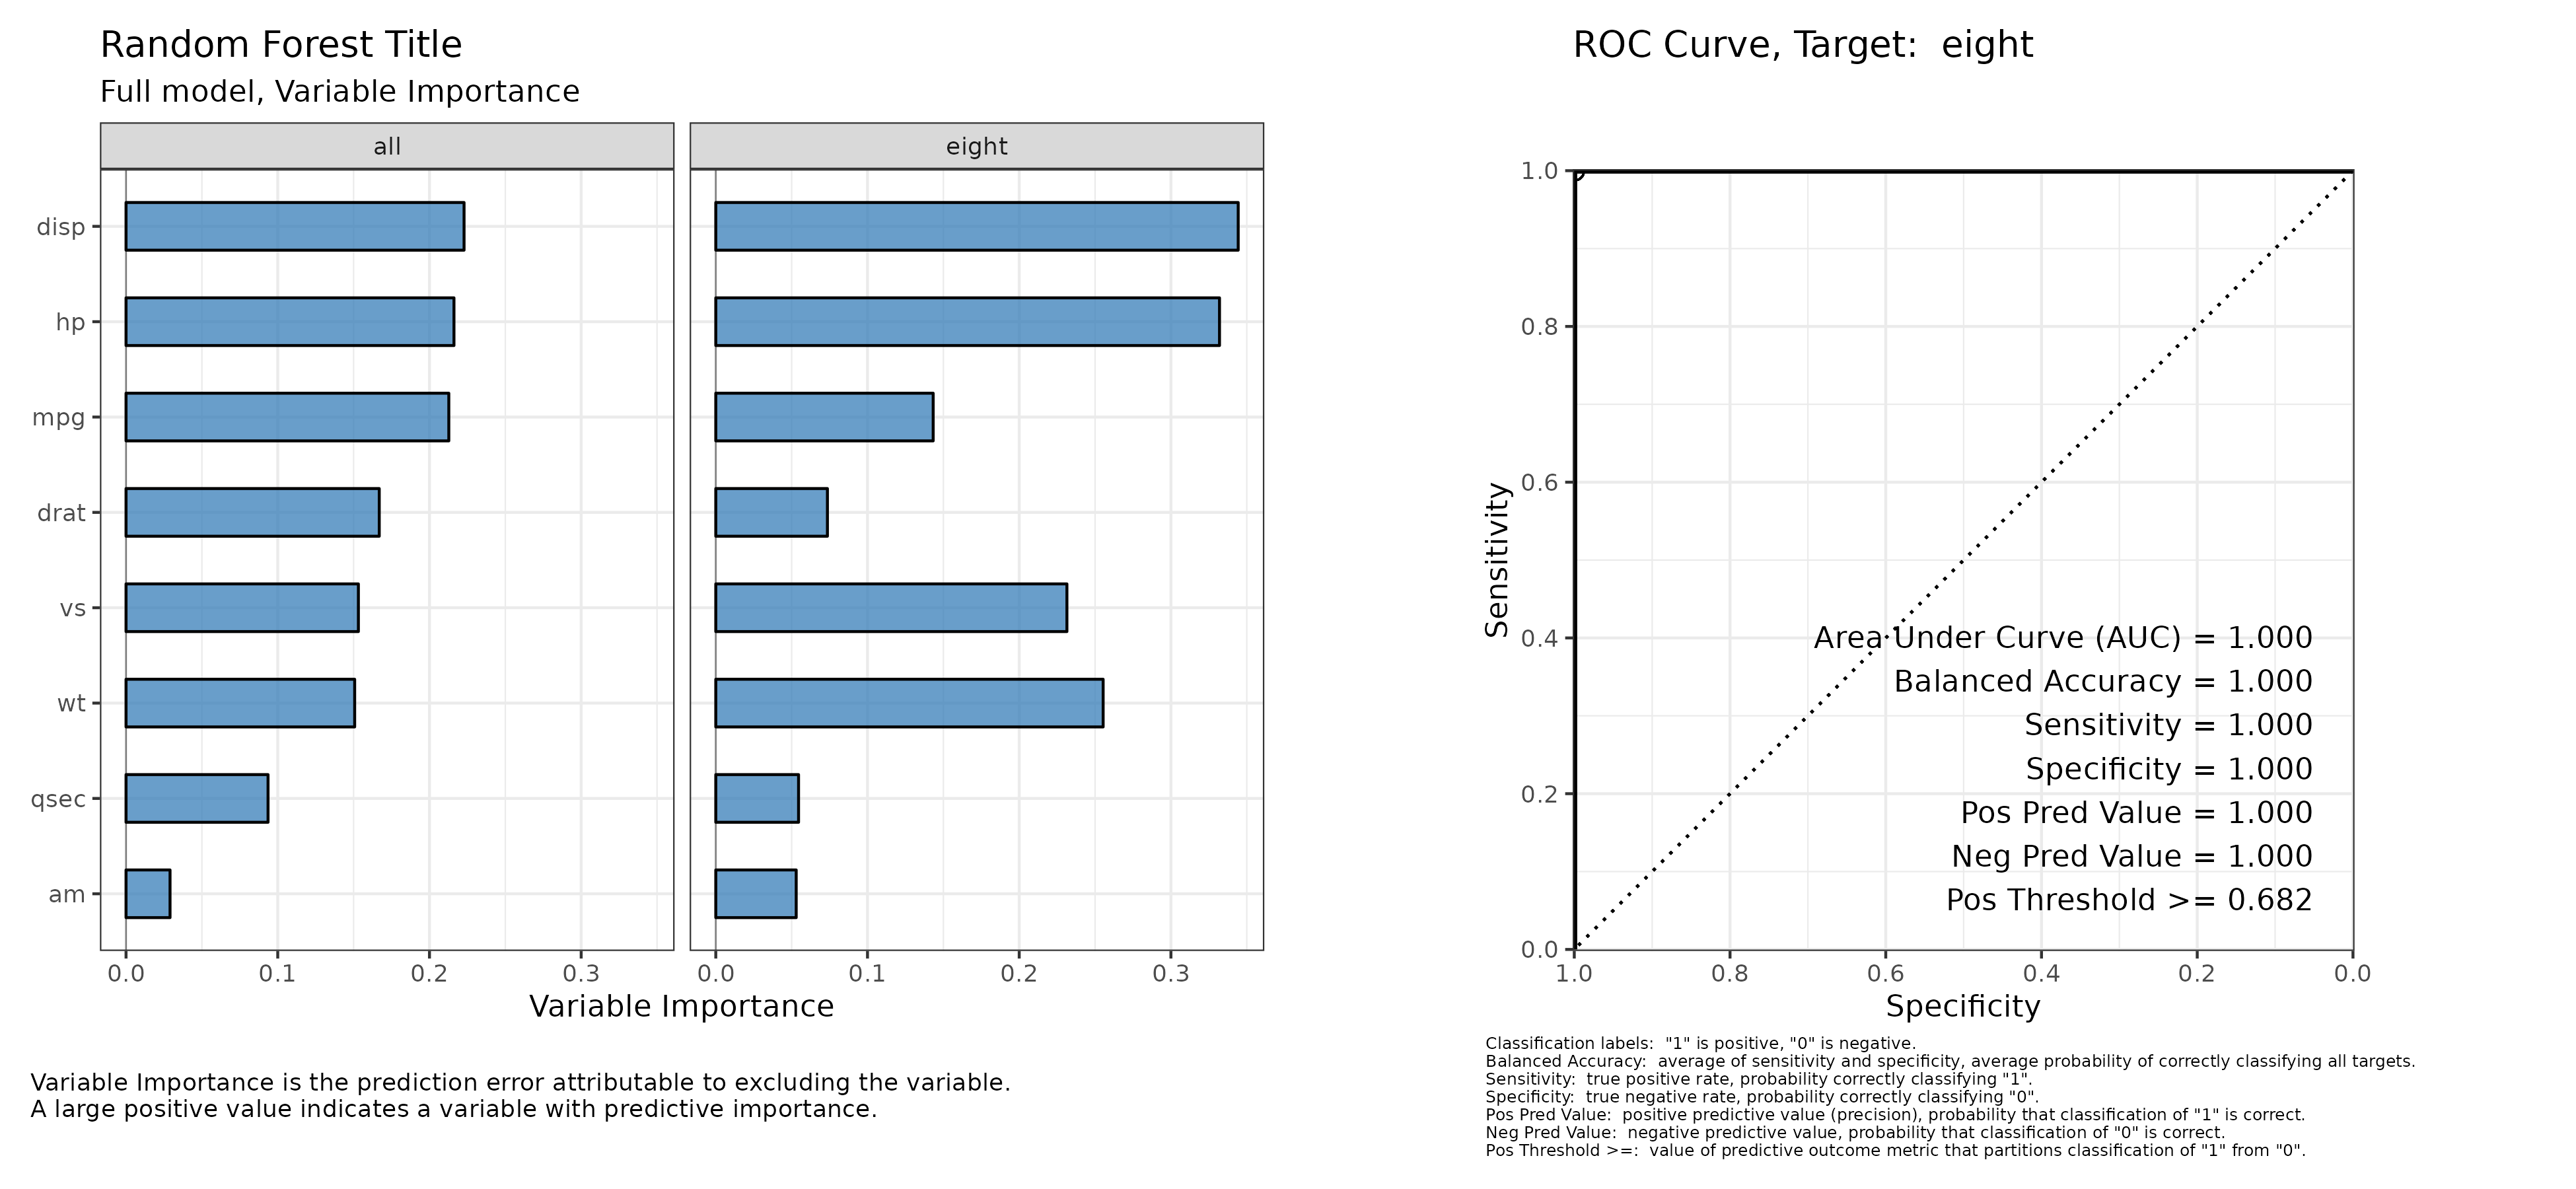 Random Forest Title
Full model, Variable Importance
all
eight
disp
hp
mpg
drat
vs
wt
qsec
am
0.0 0.1 0.2 0.3
0.0 0.1 0.2 0.3
Variable Importance
Variable Importance is the prediction error attributable to excluding the variable.
A large positive value indicates a variable with predictive importance.
ROC Curve, Target:  eight
Sensitivity
1.0
0.8
0.6
0.4
0.2
0.0
Area Under Curve (AUC) = 1.000
Balanced Accuracy = 1.000
Sensitivity = 1.000
Specificity = 1.000
Pos Pred Value = 1.000
Neg Pred Value = 1.000
Pos Threshold >= 0.682
1.0 0.8 0.6 0.4 0.2 0.0
Specificity
Classification labels:  "1" is positive, "0" is negative.
Balanced Accuracy:  average of sensitivity and specificity, average probability of correctly classifying all targets.
Sensitivity:  true positive rate, probability correctly classifying "1".
Specificity:  true negative rate, probability correctly classifying "0".
Pos Pred Value:  positive predictive value (precision), probability that classification of "1" is correct.
Neg Pred Value:  negative predictive value, probability that classification of "0" is correct.
Pos Threshold >=:  value of predictive outcome metric that partitions classification of "1" from "0".